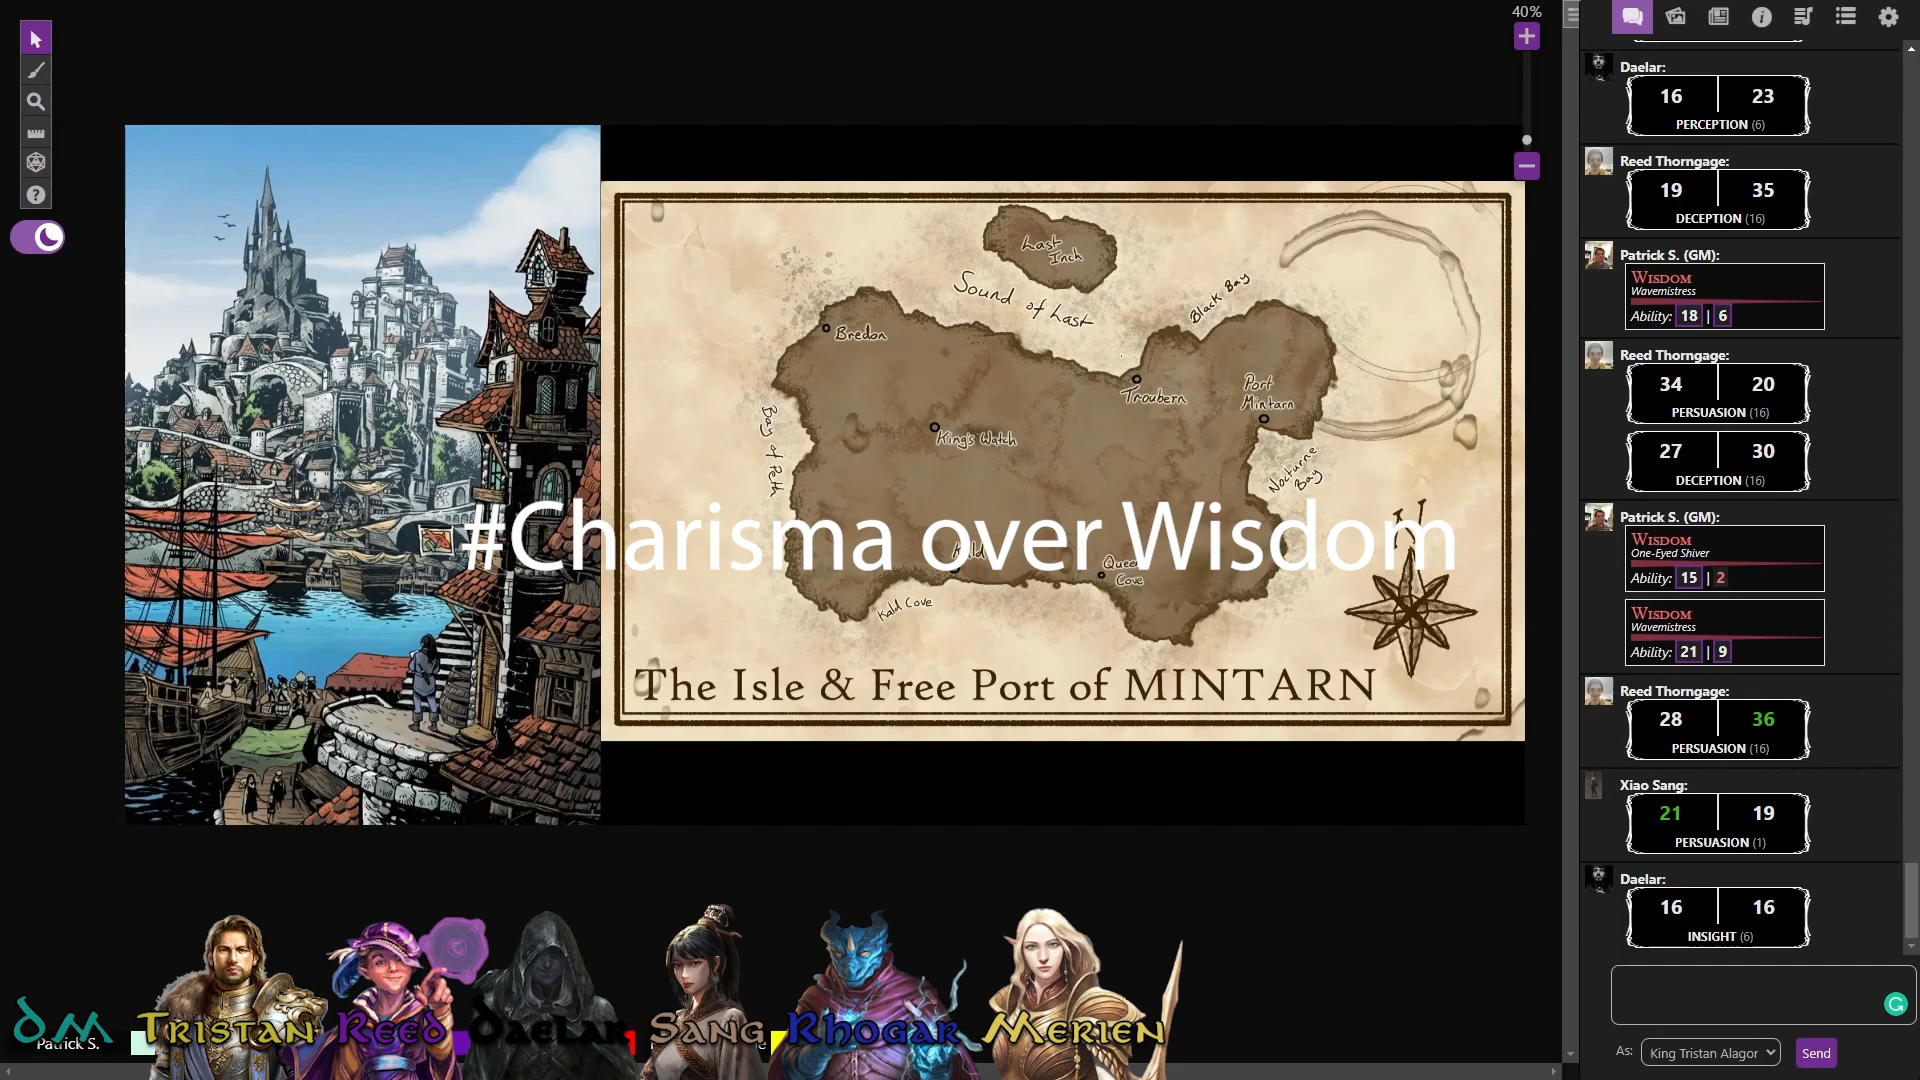 40%
Last
Inch
Sound of Last
Black Bay
Bredon
Troubern
Port
Mintarn
King's Watch
Bay of Peth
Nocturne
Bay
N
#Charisma over Wisdom
Cove
Kald Cove
The Isle & Free Port of MINTARN
DM
Patrick S.
Tristan
Reed
Daelar
Sang
Rhogar
Merien
Daelar:
16 23
PERCEPTION (6)
Reed Thorngage:
19 35
DECEPTION (16)
Patrick S. (GM):
WISDOM
Wavemistress
Ability: 18 | 6
Reed Thorngage:
34 20
PERSUASION (16)
27 30
DECEPTION (16)
Patrick S. (GM):
WISDOM
One-Eyed Shiver
Ability: 15 | 2
WISDOM
Wavemistress
Ability: 21 | 9
Reed Thorngage:
28 36
PERSUASION (16)
Xiao Sang:
21 19
PERSUASION (1)
Daelar:
16 16
INSIGHT (6)
As: King Tristan Alagor Send